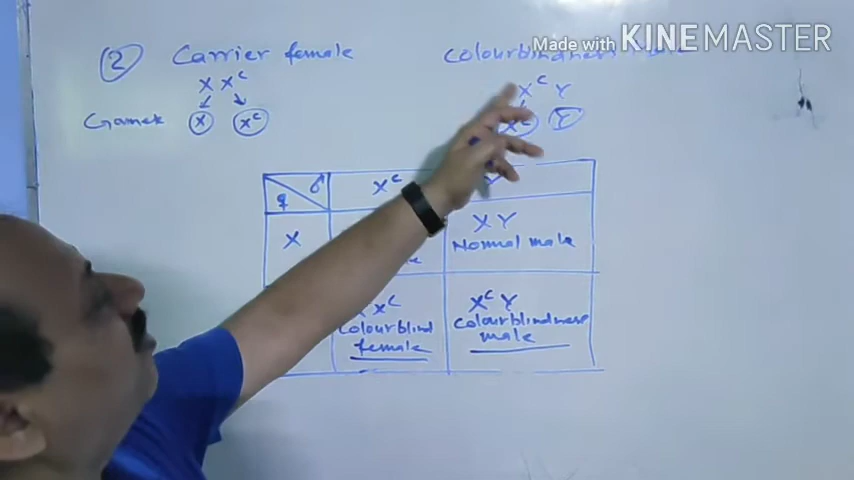 Made with KINEMASTER
② Carrier female
X Xᶜ
Colourblindness
Xᶜ Y
Gametes X Xᶜ
Xᶜ Y
♀ ♂ Xᶜ
X
X Y
Normal male
Xᶜ
Colourblind
female
Xᶜ Y
Colourblindness
male